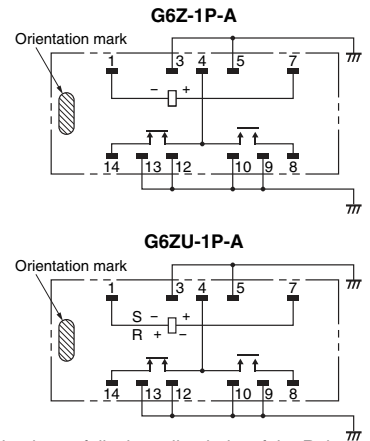 G6Z-1P-A
Orientation mark
1 3 4 5 7
− +
14 13 12 10 9 8
G6ZU-1P-A
Orientation mark
1 3 4 5 7
S − +
R + −
14 13 12 10 9 8